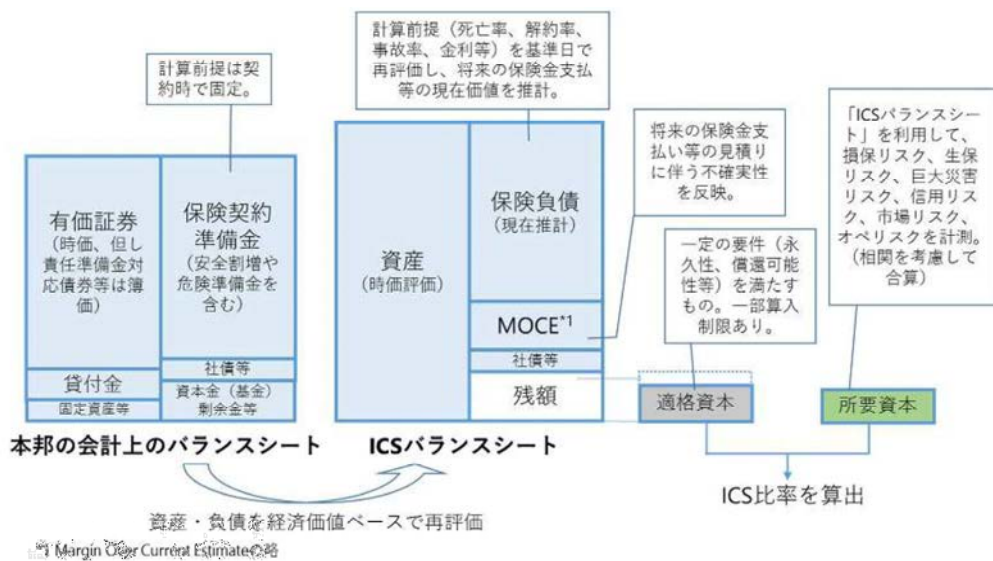 計算前提は契
約時で固定。
計算前提（死亡率、解約率、
事故率、金利等）を基準日で
再評価し、将来の保険金支払
等の現在価値を推計。
将来の保険金支
払い等の見積り
に伴う不確実性
を反映。
「ICSバランスシー
ト」を利用して、
損保リスク、生保
リスク、巨大災害
リスク、信用リス
ク、市場リスク、
オペリスクを計測。
（相関を考慮して
合算）
一定の要件（永
久性、償還可能
性等）を満たす
もの。一部算入
制限あり。
有価証券
（時価、但し
責任準備金対
応債券等は簿
価）
貸付金
固定資産等
保険契約
準備金
（安全割増や
危険準備金を
含む）
社債等
資本金（基金）
剰余金等
本邦の会計上のバランスシート
資産
（時価評価）
保険負債
（現在推計）
MOCE*1
社債等
残額
ICSバランスシート
適格資本
所要資本
ICS比率を算出
資産・負債を経済価値ベースで再評価
*1 Margin Over Current Estimateの略